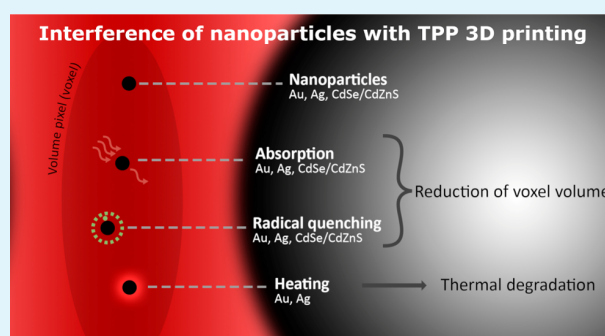 Interference of nanoparticles with TPP 3D printing
Volume pixel (voxel)
Nanoparticles
Au, Ag, CdSe/CdZnS
Absorption
Au, Ag, CdSe/CdZnS
Radical quenching
Au, Ag, CdSe/CdZnS
Reduction of voxel volume
Heating
Au, Ag
Thermal degradation